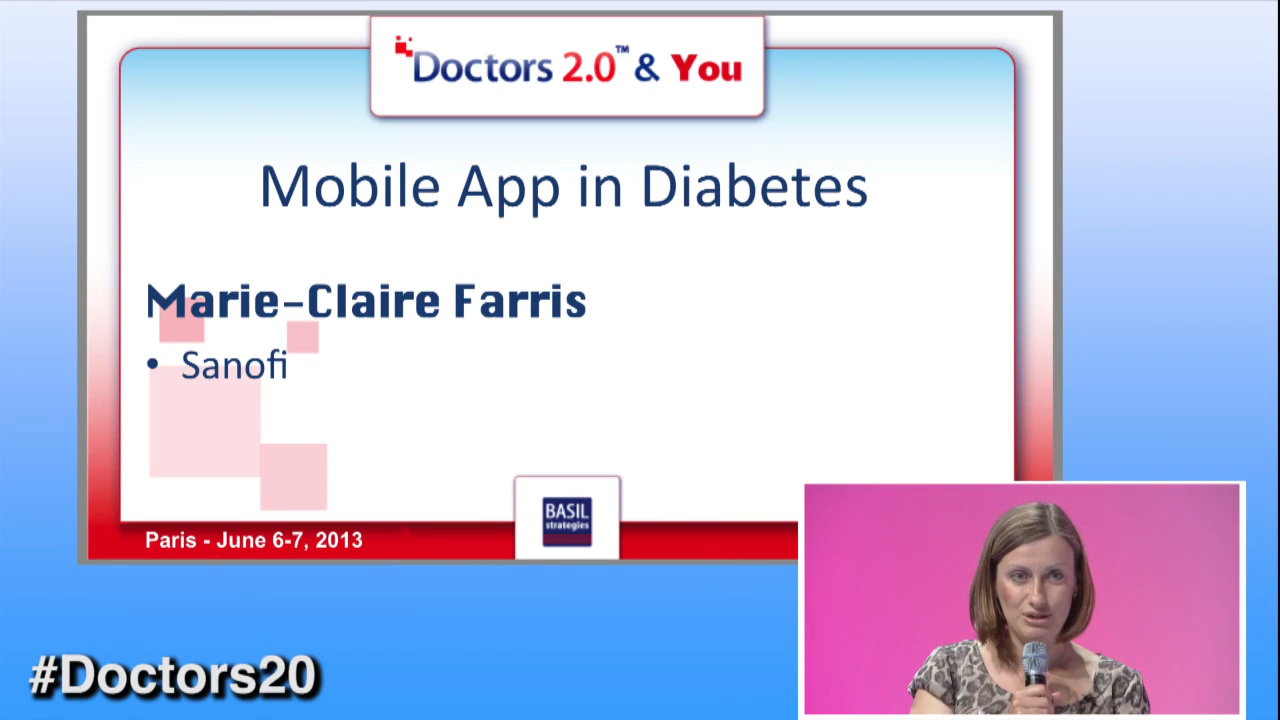 Doctors 2.0™ & You
Mobile App in Diabetes
Marie-Claire Farris
• Sanofi
BASIL
strategies
Paris - June 6-7, 2013
#Doctors20